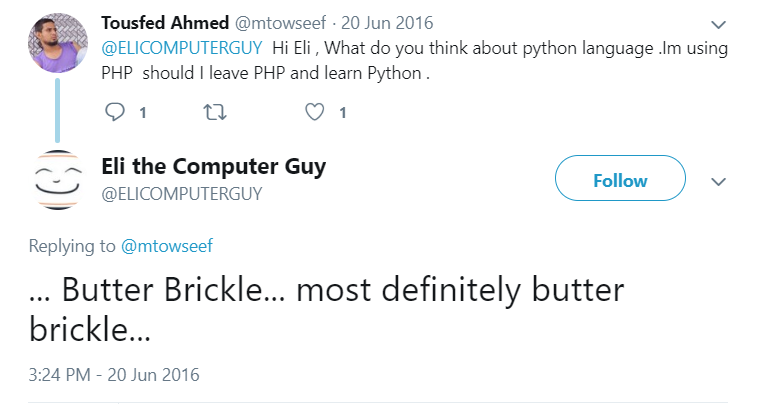 Tousfed Ahmed @mtowseef · 20 Jun 2016
@ELICOMPUTERGUY Hi Eli , What do you think about python language .Im using
PHP should I leave PHP and learn Python .
1 1
Eli the Computer Guy
@ELICOMPUTERGUY
Follow
Replying to @mtowseef
... Butter Brickle... most definitely butter
brickle...
3:24 PM - 20 Jun 2016